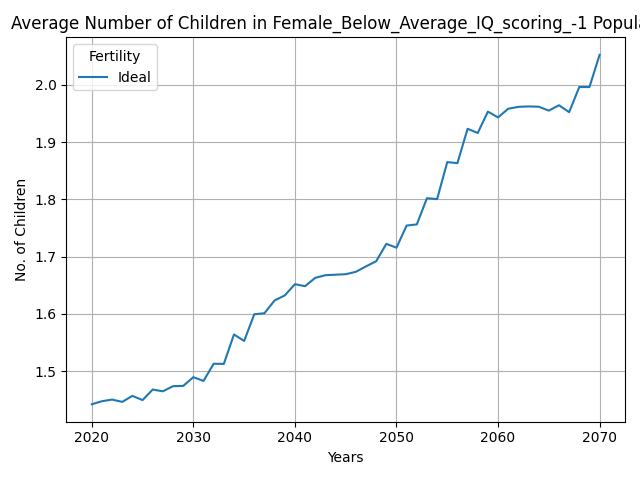 Average Number of Children in Female_Below_Average_IQ_scoring_-1 Popul
Fertility
Ideal
No. of Children
2.0
1.9
1.8
1.7
1.6
1.5
2020 2030 2040 2050 2060 2070
Years